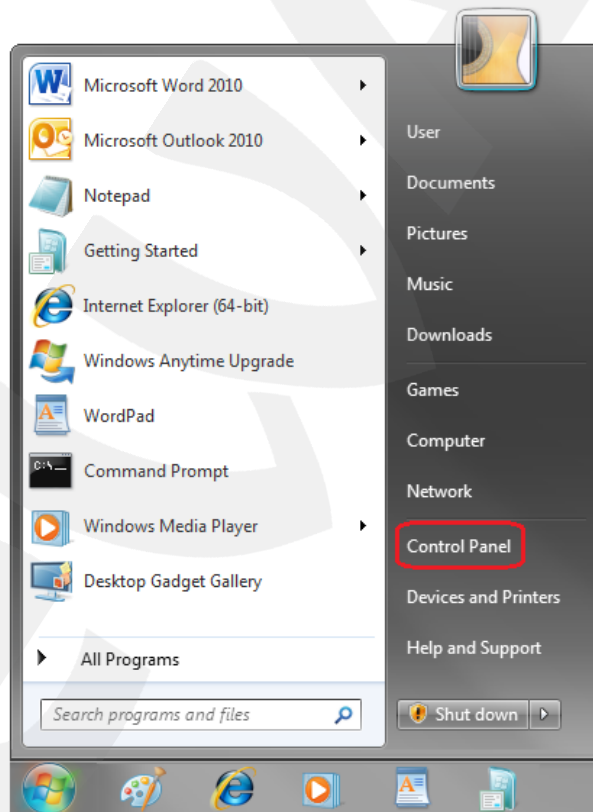 Microsoft Word 2010
Microsoft Outlook 2010
Notepad
Getting Started
Internet Explorer (64-bit)
Windows Anytime Upgrade
WordPad
C:\_
Command Prompt
Windows Media Player
Desktop Gadget Gallery
All Programs
Search programs and files
User
Documents
Pictures
Music
Downloads
Games
Computer
Network
Control Panel
Devices and Printers
Help and Support
Shut down